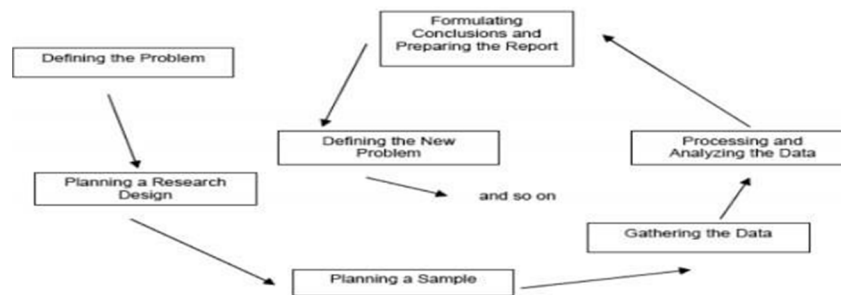 Defining the Problem
Planning a Research
Design
Planning a Sample
Gathering the Data
Processing and
Analyzing the Data
Formulating
Conclusions and
Preparing the Report
Defining the New
Problem
and so on